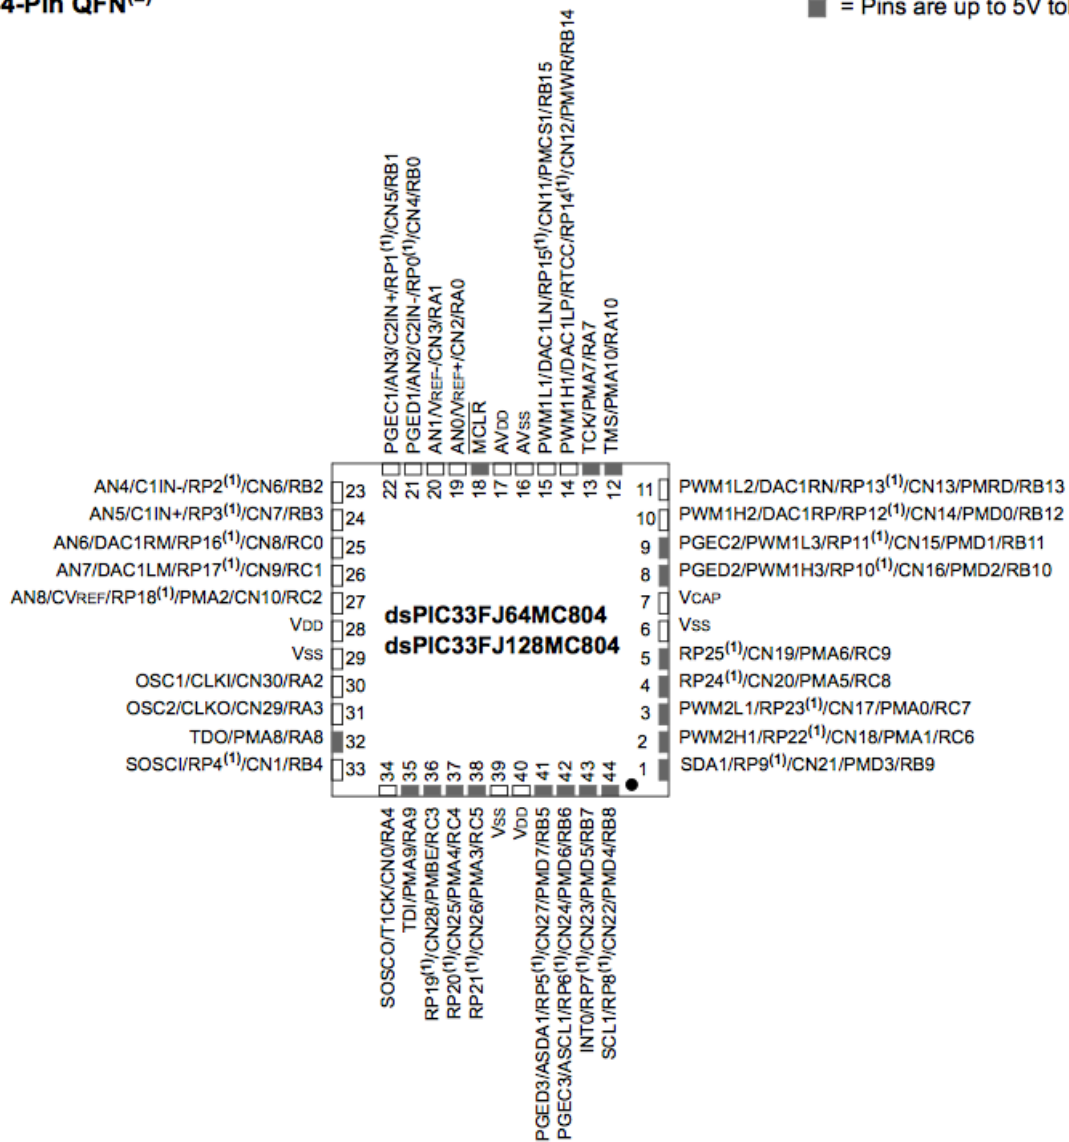 4-Pin QFN
= Pins are up to 5V
PGEC1/AN3/C2IN+/RP1(1)/CN5/RB1
PGED1/AN2/C2IN-/RP0(1)/CN4/RB0
AN1/VREF-/CN3/RA1
AN0/VREF+/CN2/RA0
MCLR
AVDD
AVSS
PWM1L1/DAC1LN/RP15(1)/CN11/PMCS1/RB15
PWM1H1/DAC1LP/RTCC/RP14(1)/CN12/PMWR/RB14
TCK/PMA7/RA7
TMS/PMA10/RA10
22 21 20 19 18 17 16 15 14 13 12
AN4/C1IN-/RP2(1)/CN6/RB2 23
AN5/C1IN+/RP3(1)/CN7/RB3 24
AN6/DAC1RM/RP16(1)/CN8/RC0 25
AN7/DAC1LM/RP17(1)/CN9/RC1 26
AN8/CVREF/RP18(1)/PMA2/CN10/RC2 27
VDD 28
VSS 29
OSC1/CLKI/CN30/RA2 30
OSC2/CLKO/CN29/RA3 31
TDO/PMA8/RA8 32
SOSCI/RP4(1)/CN1/RB4 33
dsPIC33FJ64MC804
dsPIC33FJ128MC804
11 PWM1L2/DAC1RN/RP13(1)/CN13/PMRD/RB13
10 PWM1H2/DAC1RP/RP12(1)/CN14/PMD0/RB12
9 PGEC2/PWM1L3/RP11(1)/CN15/PMD1/RB11
8 PGED2/PWM1H3/RP10(1)/CN16/PMD2/RB10
7 VCAP
6 VSS
5 RP25(1)/CN19/PMA6/RC9
4 RP24(1)/CN20/PMA5/RC8
3 PWM2L1/RP23(1)/CN17/PMA0/RC7
2 PWM2H1/RP22(1)/CN18/PMA1/RC6
1 SDA1/RP9(1)/CN21/PMD3/RB9
34 35 36 37 38 39 40 41 42 43 44
SOSCO/T1CK/CN0/RA4
TDI/PMA9/RA9
RP19(1)/CN28/PMBE/RC3
RP20(1)/CN25/PMA4/RC4
RP21(1)/CN26/PMA3/RC5
VSS
VDD
PGED3/ASDA1/RP5(1)/CN27/PMD7/RB5
PGEC3/ASCL1/RP6(1)/CN24/PMD6/RB6
INT0/RP7(1)/CN23/PMD5/RB7
SCL1/RP8(1)/CN22/PMD4/RB8